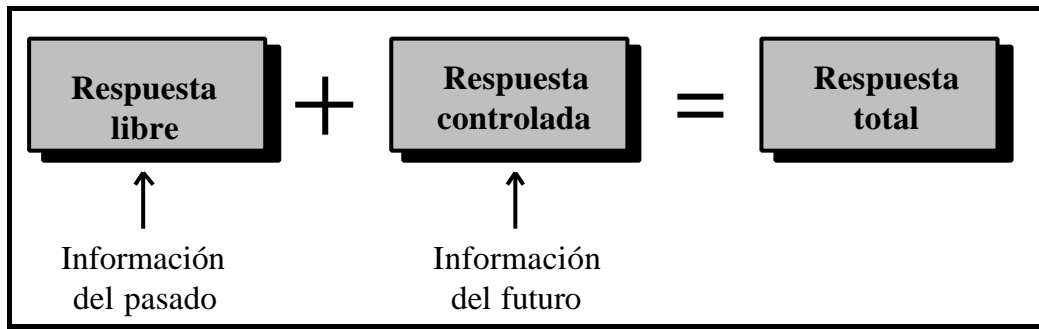 Respuesta
libre
+
Respuesta
controlada
=
Respuesta
total
Información
del pasado
Información
del futuro